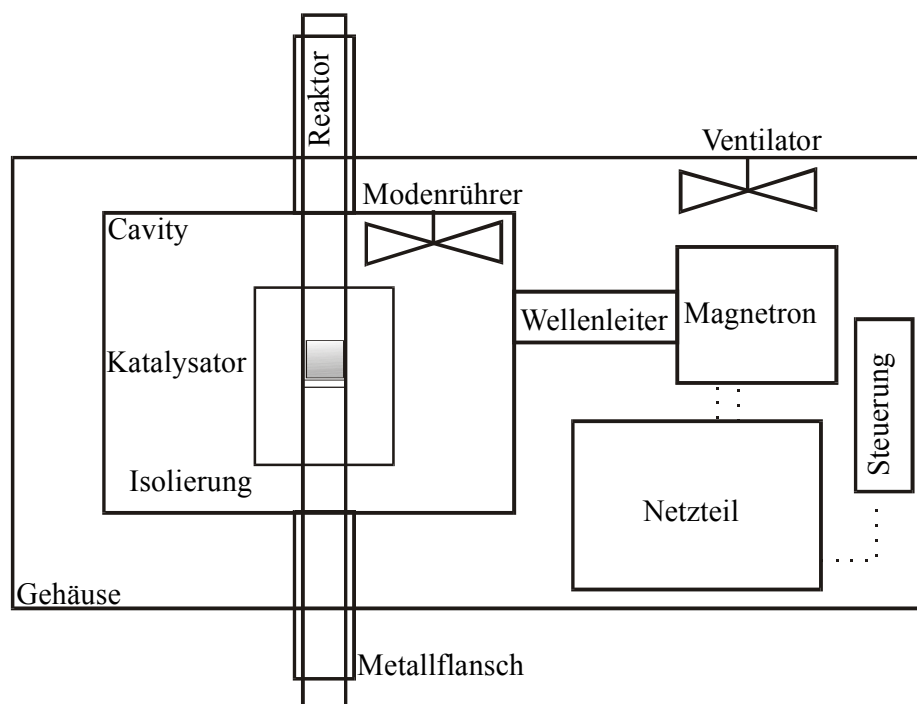 Reaktor
Ventilator
Modenrührer
Cavity
Wellenleiter
Magnetron
Katalysator
Steuerung
Isolierung
Netzteil
Gehäuse
Metallflansch